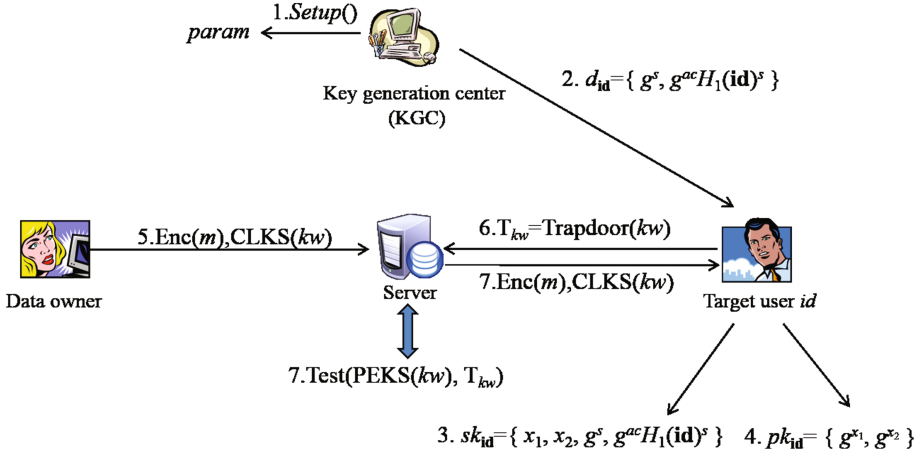 1.Setup()
param
Key generation center
(KGC)
2. d_id={ g^s, g^ac H_1(id)^s }
5.Enc(m),CLKS(kw)
6.T_kw=Trapdoor(kw)
7.Enc(m),CLKS(kw)
Data owner
Server
Target user id
7.Test(PEKS(kw), T_kw)
3. sk_id={ x_1, x_2, g^s, g^ac H_1(id)^s }
4. pk_id= { g^x_1, g^x_2 }